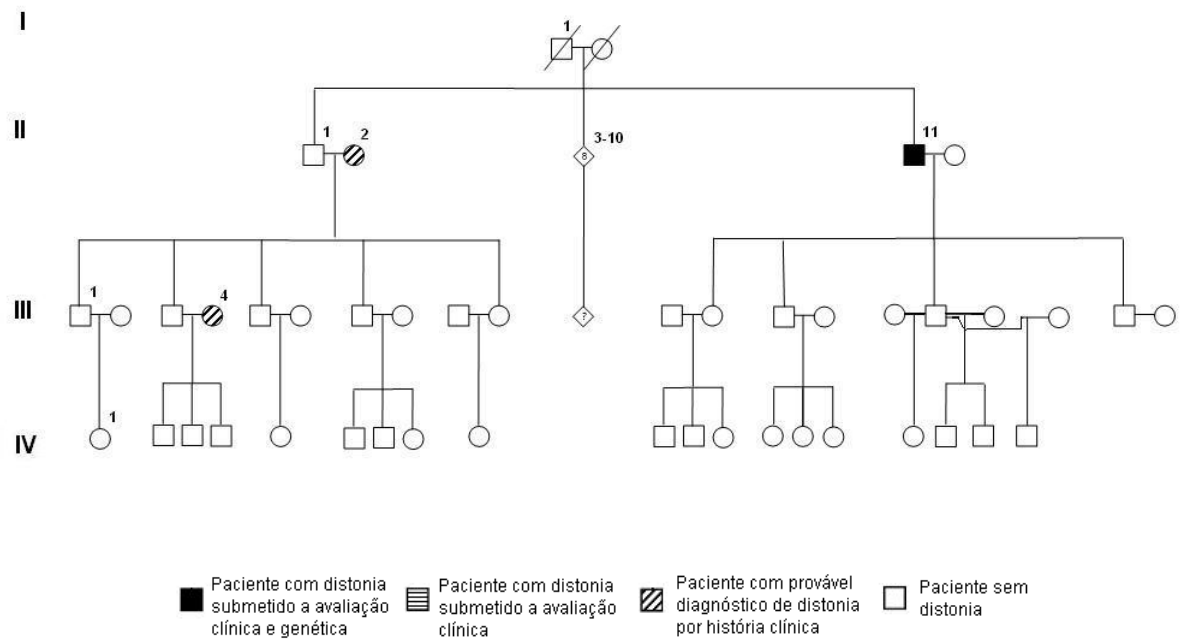 I
1
II
1
2
3-10
8
11
III
1
4
?
IV
1
Paciente com distonia
submetido a avaliação
clínica e genética
Paciente com distonia
submetido a avaliação
clínica
Paciente com provável
diagnóstico de distonia
por história clínica
Paciente sem
distonia